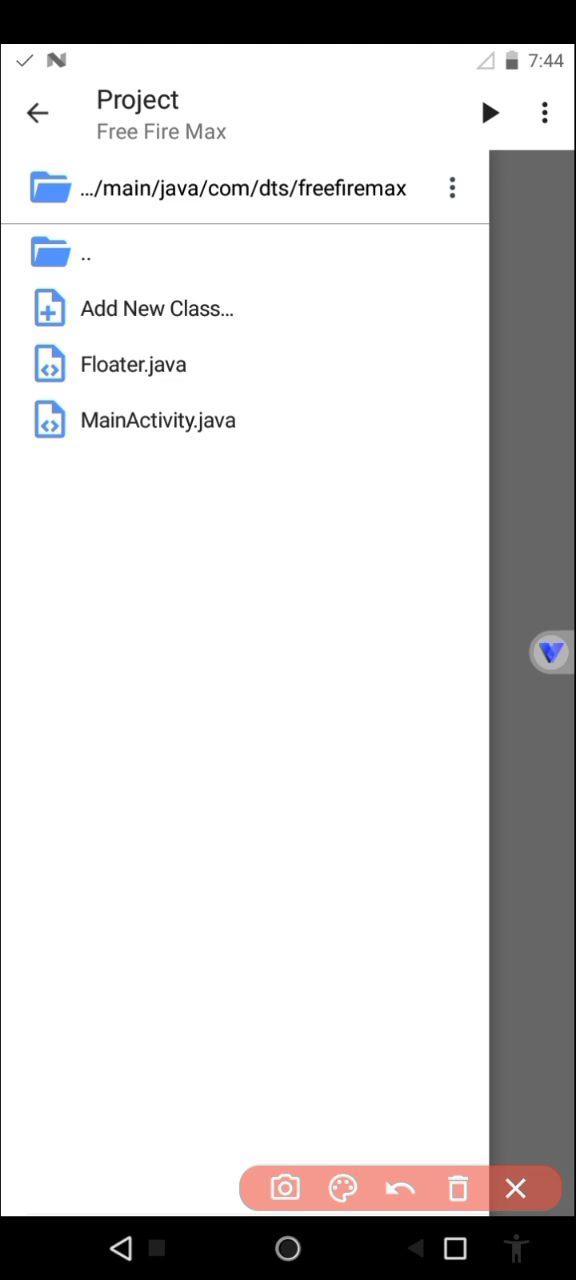 7:44
Project
Free Fire Max
.../main/java/com/dts/freefiremax
..
Add New Class...
Floater.java
MainActivity.java